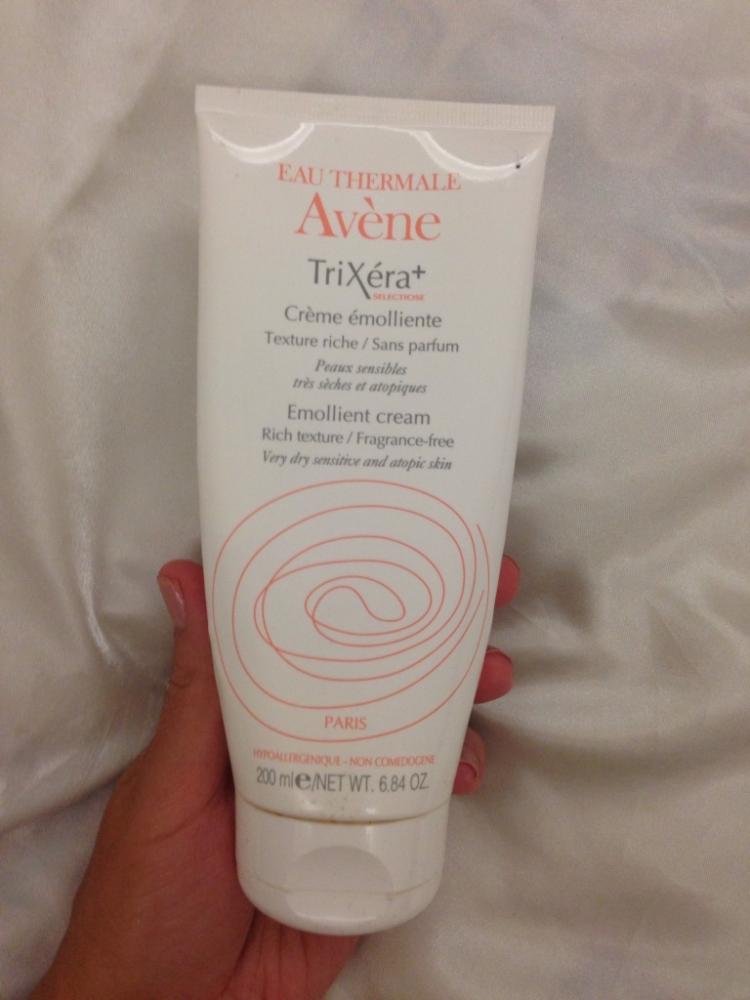 EAU THERMALE
Avène
TriXéra+
SELECTIOSE
Crème émolliente
Texture riche / Sans parfum
Peaux sensibles
très sèches et atopiques
Emollient cream
Rich texture / Fragrance-free
Very dry sensitive and atopic skin
PARIS
HYPOALLERGENIQUE - NON COMEDOGENE
200 ml e/NET WT. 6.84 OZ.